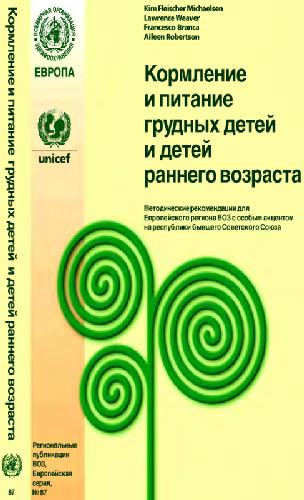 Kim Fleischer Michaelsen
Lawrence Weaver
Francesco Branca
Aileen Robertson
ЕВРОПА
unicef
Кормление
и питание
грудных детей
и детей
раннего возраста
Методические рекомендации для
Европейского региона ВОЗ с особым акцентом
на республики бывшего Советского Союза
Региональные
публикации
ВОЗ,
Европейская
серия,
№ 87
Кормление и питание грудных детей и детей раннего возраста
87